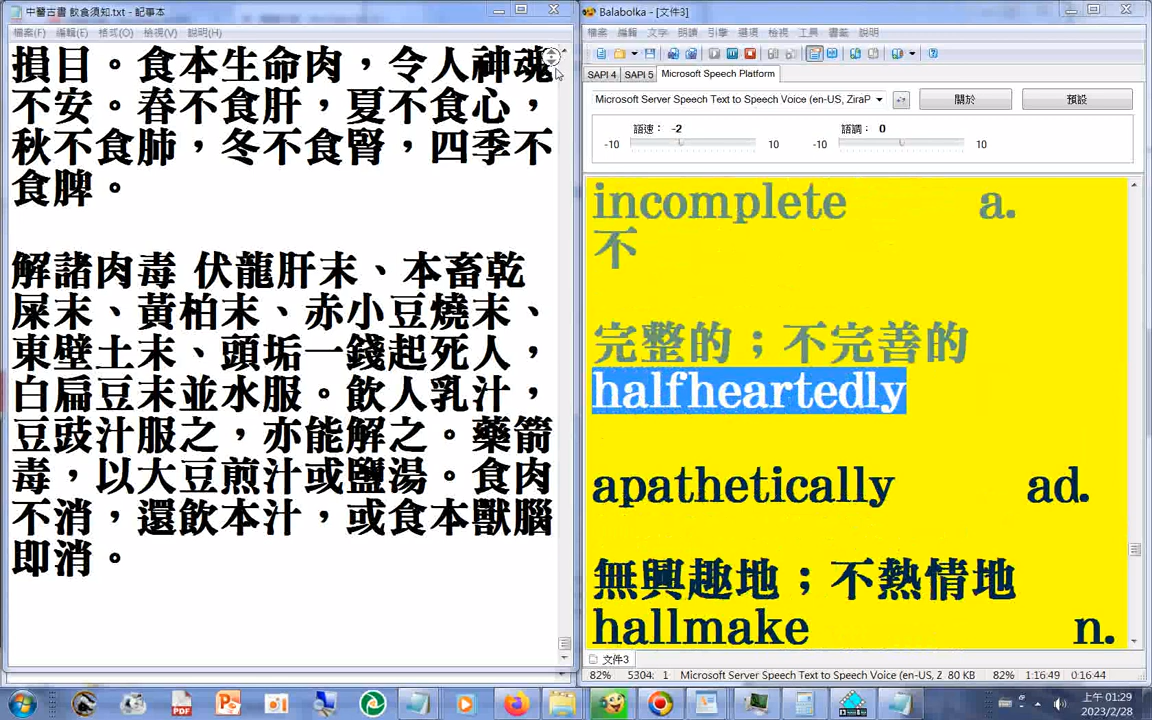 中醫古書 飲食須知.txt - 記事本
檔案(F) 編輯(E) 格式(O) 檢視(V) 說明(H)
損目。食本生命肉，令人神魂
不安。春不食肝，夏不食心，
秋不食肺，冬不食腎，四季不
食脾。
解諸肉毒 伏龍肝末、本畜乾
屎末、黃柏末、赤小豆燒末、
東壁土末、頭垢一錢起死人，
白扁豆末並水服。飲人乳汁，
豆豉汁服之，亦能解之。藥箭
毒，以大豆煎汁或鹽湯。食肉
不消，還飲本汁，或食本獸腦
即消。
Balabolka - [文件3]
檔案 編輯 文字 朗讀 引擎 選項 檢視 工具 書籤 說明
SAPI 4 SAPI 5 Microsoft Speech Platform
Microsoft Server Speech Text to Speech Voice (en-US, ZiraP 關於 預設
語速： -2 語調： 0
-10 10 -10 10
incomplete a.
不
完整的；不完善的
halfheartedly
apathetically ad.
無興趣地；不熱情地
hallmake n.
文件3
82% 5304: 1 Microsoft Server Speech Text to Speech Voice (en-US, Z 80 KB 82% 1:16:49 0:16:44
上午 01:29
2023/2/28